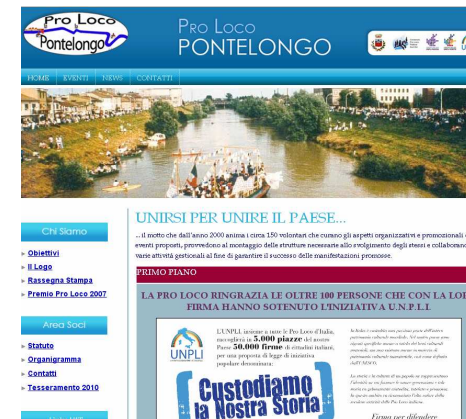 Pro Loco
Pontelongo
PRO LOCO
PONTELONGO
HOME
EVENTI
NEWS
CONTATTI
Chi Siamo
Obiettivi
Il Logo
Rassegna Stampa
Premio Pro Loco 2007
Area Soci
Statuto
Organigramma
Contatti
Tesseramento 2010
UNIRSI PER UNIRE IL PAESE...
... il motto che dall'anno 2000 anima i circa 150 volontari che curano gli aspetti organizzativi e promozionali
eventi proposti, provvedono al montaggio delle strutture necessarie allo svolgimento degli stessi e collaborano
varie attività gestionali al fine di garantire il successo delle manifestazioni promosse.
PRIMO PIANO
LA PRO LOCO RINGRAZIA LE OLTRE 100 PERSONE CHE CON LA LO
FIRMA HANNO SOTENUTO L'INIZIATIVA U.N.P.L.I.
UNPLI
L'UNPLI, insieme a tutte le Pro Loco d'Italia,
raccoglierà in 5.000 piazze del nostro
Paese 50.000 firme di cittadini italiani,
per una proposta di legge di iniziativa
popolare denominata:
Custodiamo
la Nostra Storia
Firma per difendere